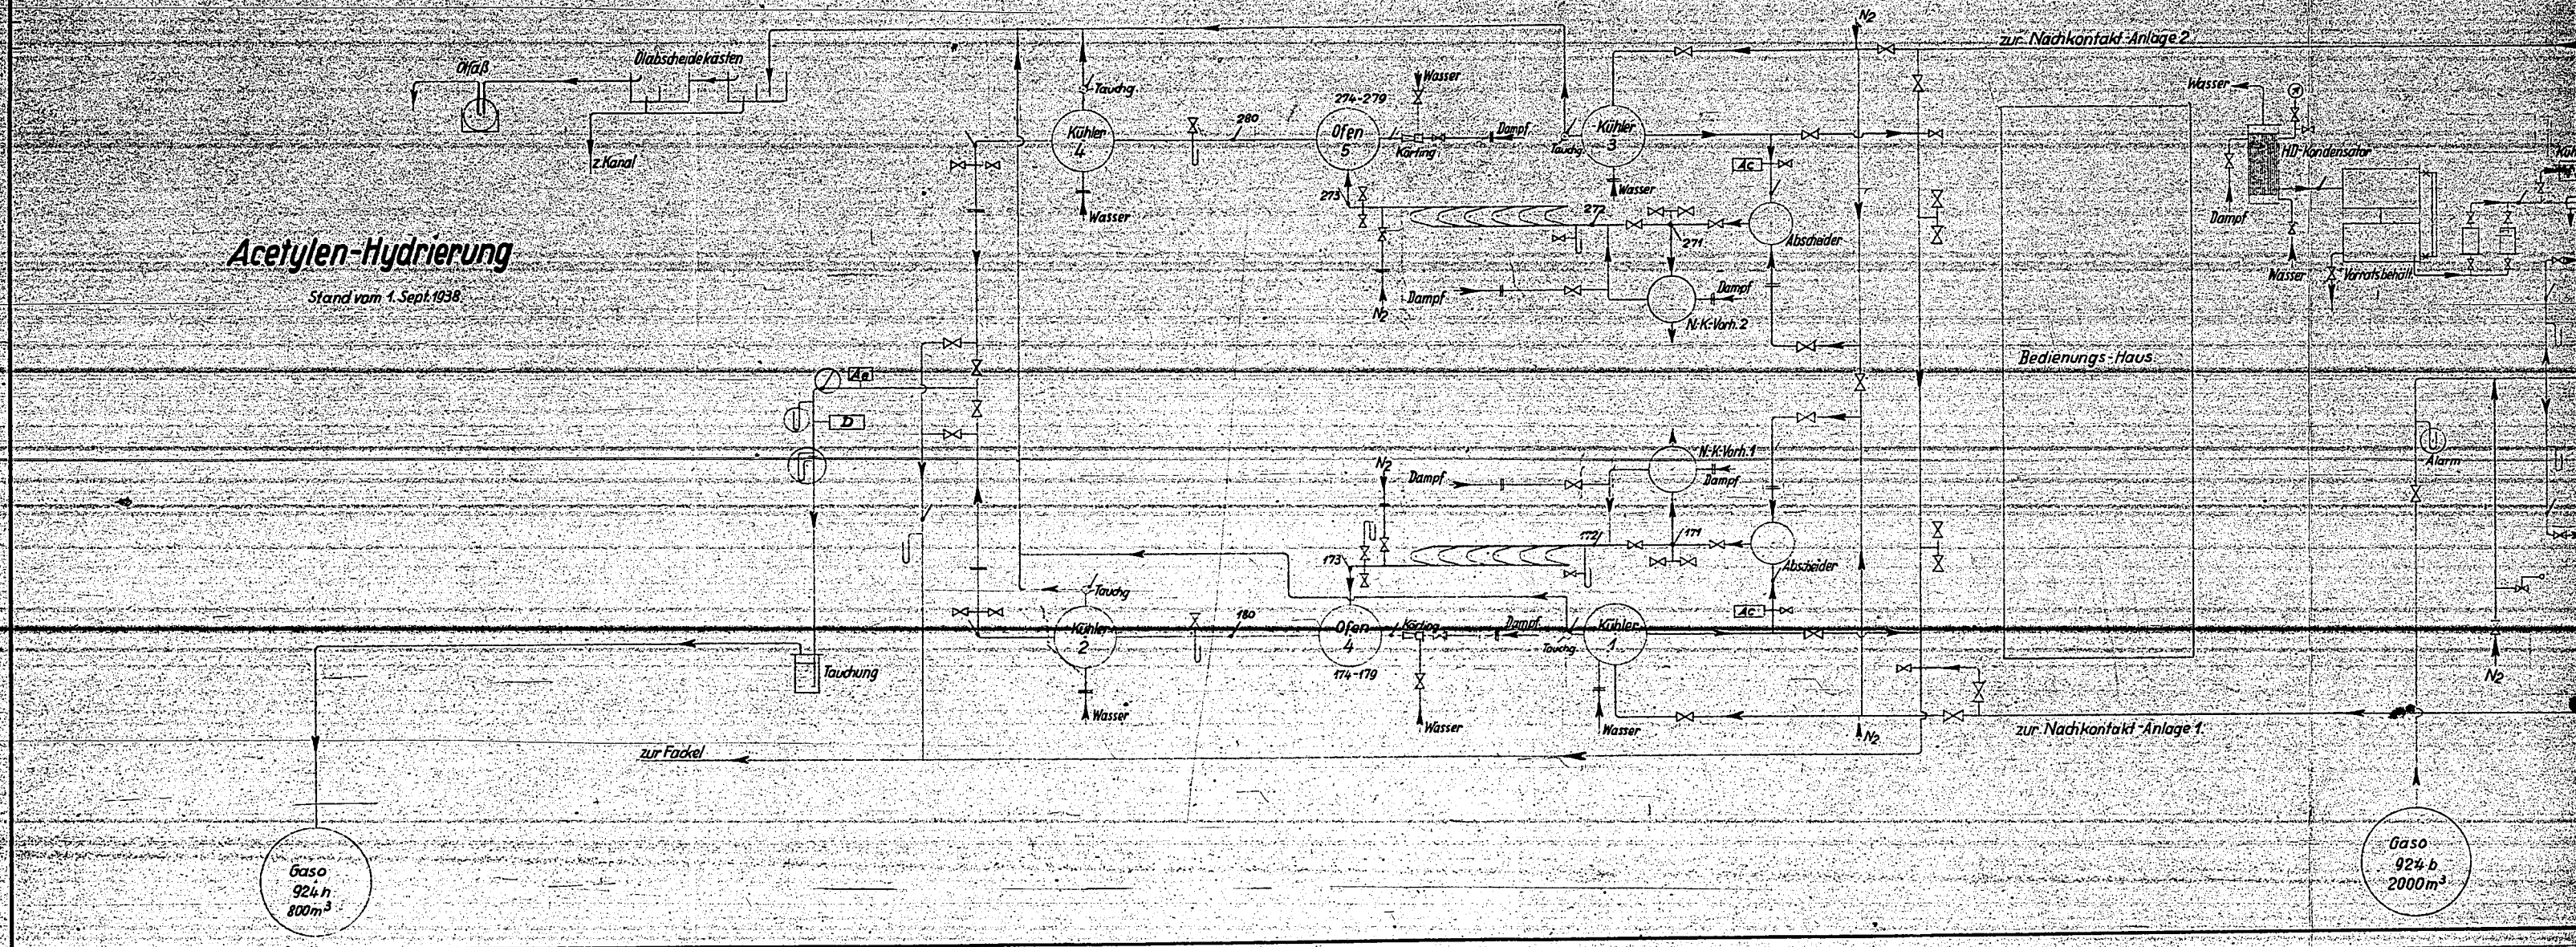 Acetylen-Hydrierung
Stand vom 1. Sept. 1938.
Ölfaß
Ölabscheidekästen
z. Kanal
Tauchg.
Kühler
4
Wasser
280
274-279
Ofen
5
273
Wasser
Körting
Dampf
Tauchg.
Kühler
3
Wasser
Ac
272
271
Abscheider
Dampf
N2
Dampf
N.-K.-Vorh. 2
N2
zur Nachkontakt-Anlage 2
Bedienungs-Haus
Wasser
HD-Kondensator
Dampf
Wasser
Vorratsbehält.
D
N2
Dampf
N.-K.-Vorh. 1
Dampf
172
171
173
Abscheider
Ac
Tauchg
Kühler
2
Wasser
180
Ofen
4
174-179
Körting
Dampf
Wasser
Tauchg.
Kühler
1
Wasser
N2
zur Nachkontakt-Anlage 1.
Alarm
N2
Tauchung
zur Fackel
Gaso
924 h
800 m³
Gaso
924 b
2000 m³